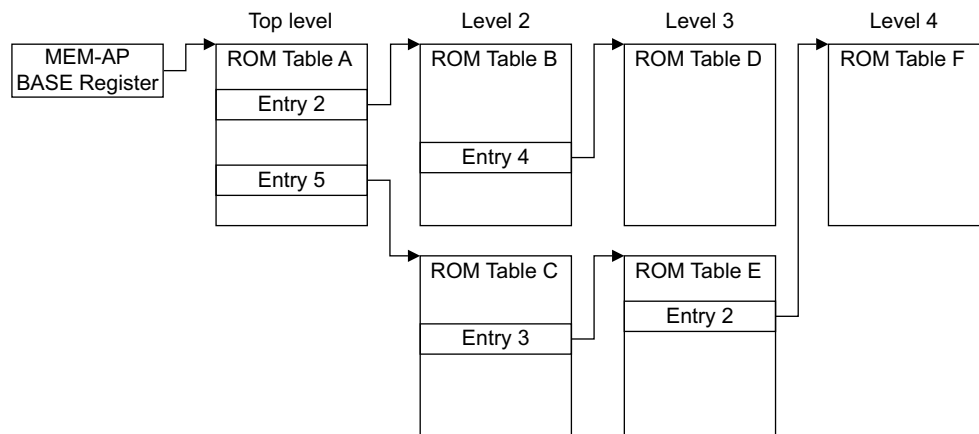 Top level
Level 2
Level 3
Level 4
MEM-AP
BASE Register
ROM Table A
ROM Table B
ROM Table D
ROM Table F
Entry 2
Entry 4
Entry 5
ROM Table C
ROM Table E
Entry 2
Entry 3